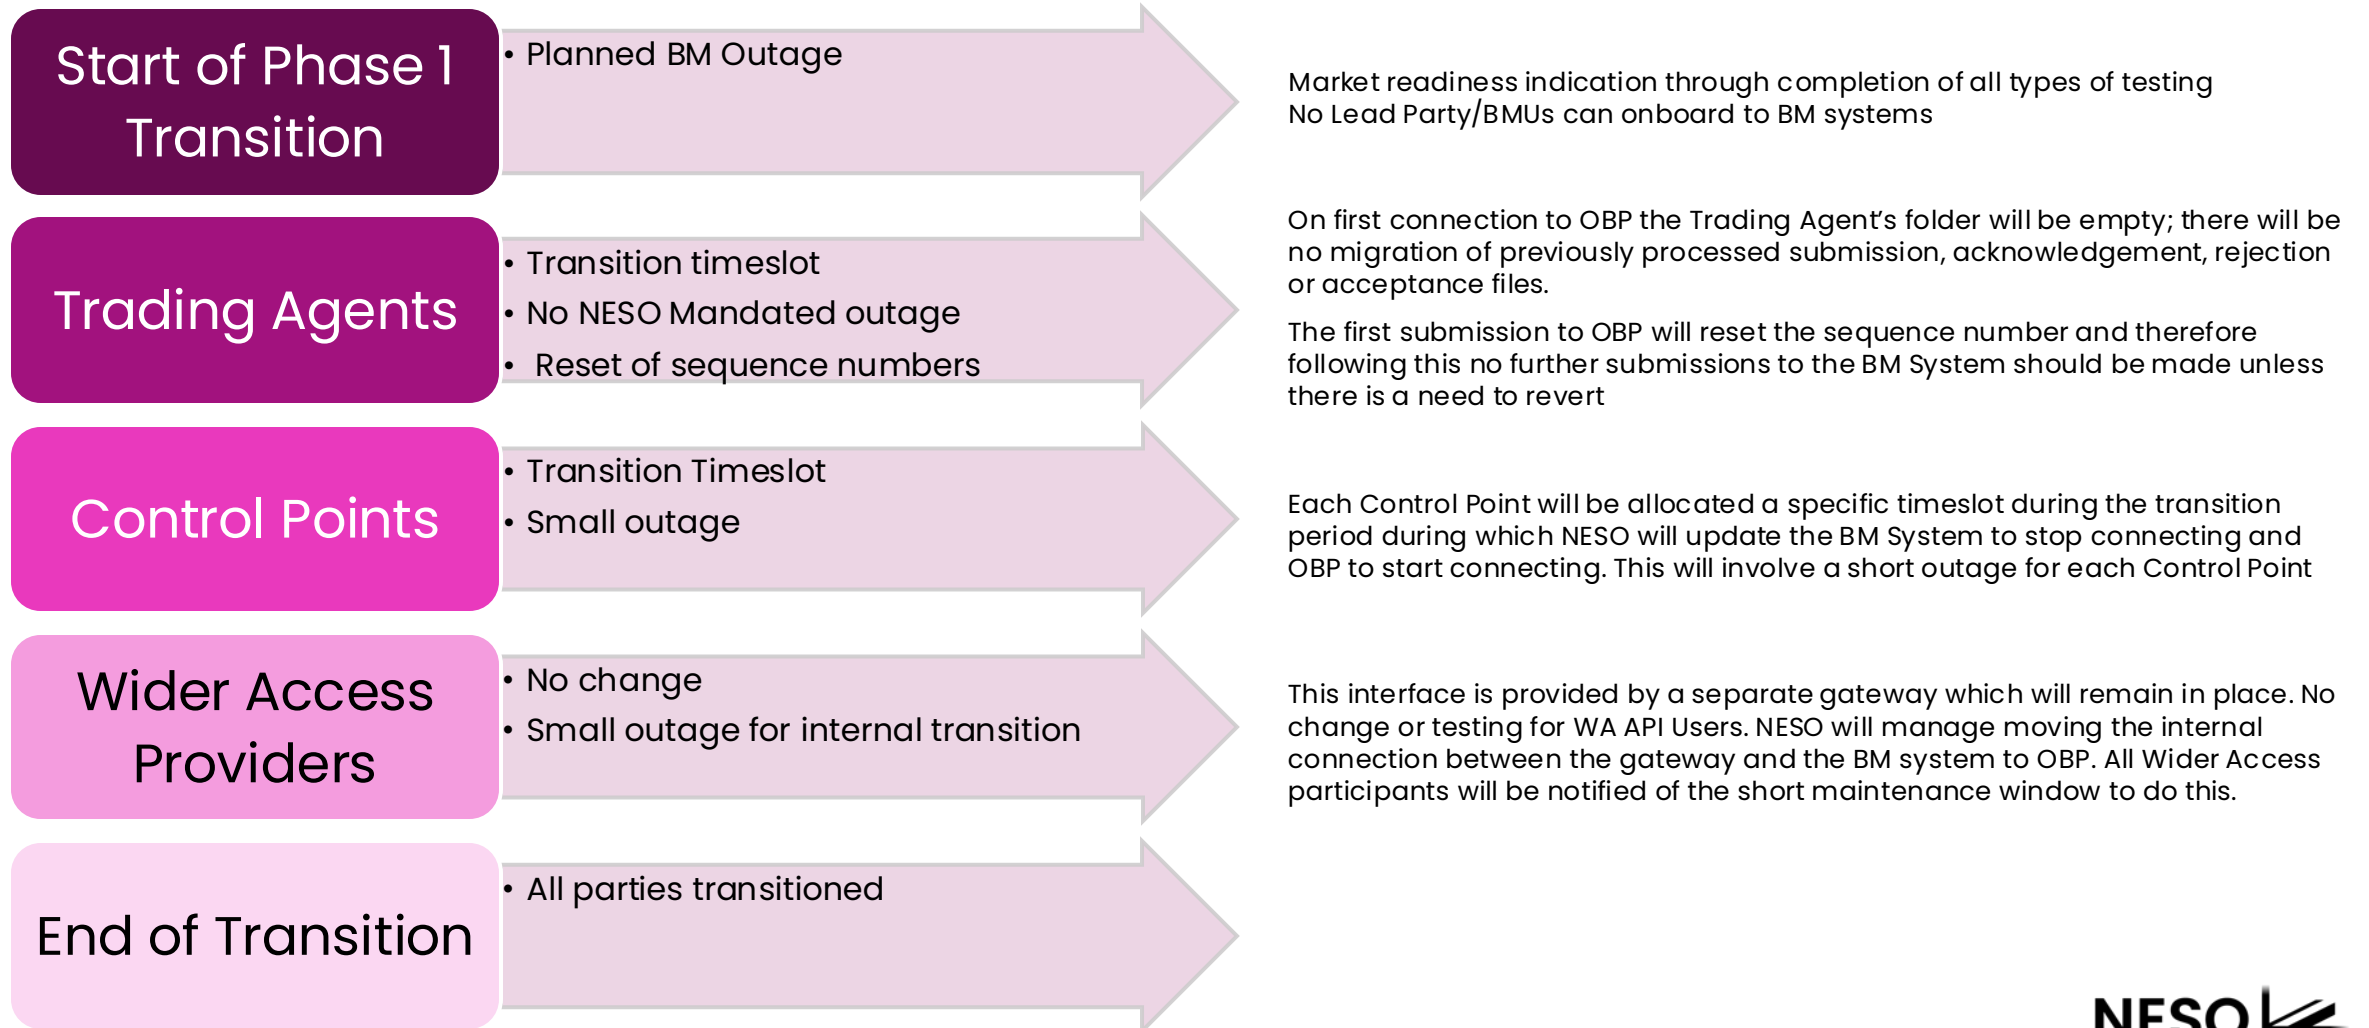 Start of Phase 1
Transition
• Planned BM Outage
Market readiness indication through completion of all types of testing
No Lead Party/BMUs can onboard to BM systems
Trading Agents
• Transition timeslot
• No NESO Mandated outage
• Reset of sequence numbers
On first connection to OBP the Trading Agent's folder will be empty; there will be
no migration of previously processed submission, acknowledgement, rejection
or acceptance files.
The first submission to OBP will reset the sequence number and therefore
following this no further submissions to the BM System should be made unless
there is a need to revert
Control Points
• Transition Timeslot
• Small outage
Each Control Point will be allocated a specific timeslot during the transition
period during which NESO will update the BM System to stop connecting and
OBP to start connecting. This will involve a short outage for each Control Point
Wider Access
Providers
• No change
• Small outage for internal transition
This interface is provided by a separate gateway which will remain in place. No
change or testing for WA API Users. NESO will manage moving the internal
connection between the gateway and the BM system to OBP. All Wider Access
participants will be notified of the short maintenance window to do this.
End of Transition
• All parties transitioned
NESO